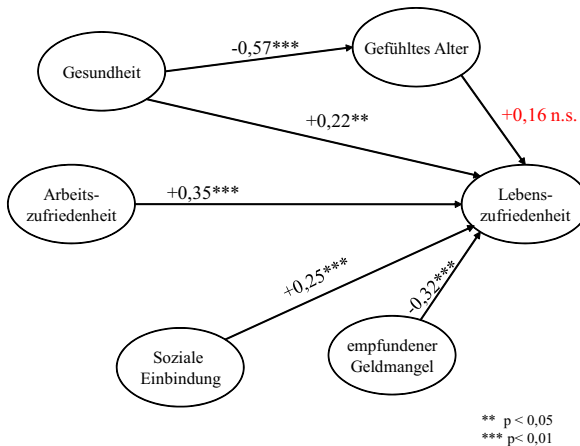 -0,57***
Gefühltes Alter
Gesundheit
+0,16 n.s.
+0,22**
Arbeits-
zufriedenheit
+0,35***
Lebens-
zufriedenheit
+0,25***
-0,32***
Soziale
Einbindung
empfundener
Geldmangel
** p < 0,05
*** p< 0,01